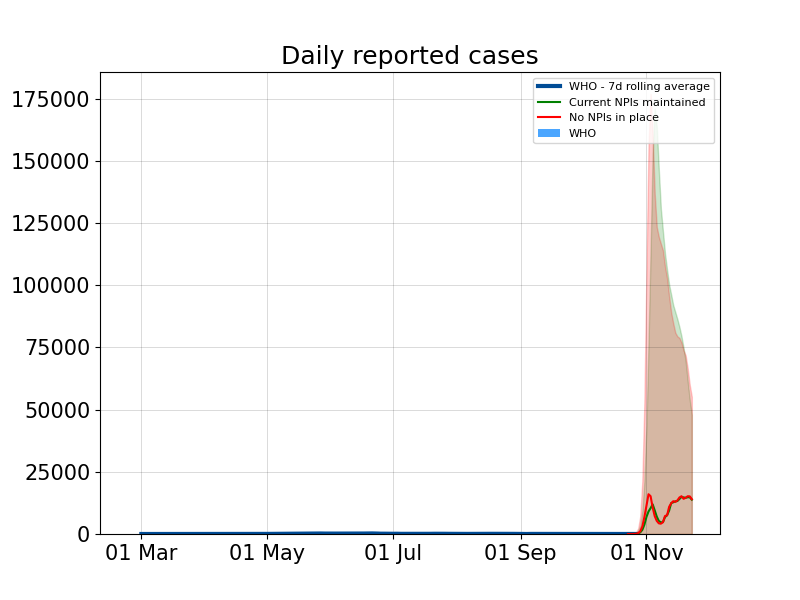 Daily reported cases
WHO - 7d rolling average
Current NPIs maintained
No NPIs in place
WHO
175000
150000
125000
100000
75000
50000
25000
0
01 Mar
01 May
01 Jul
01 Sep
01 Nov